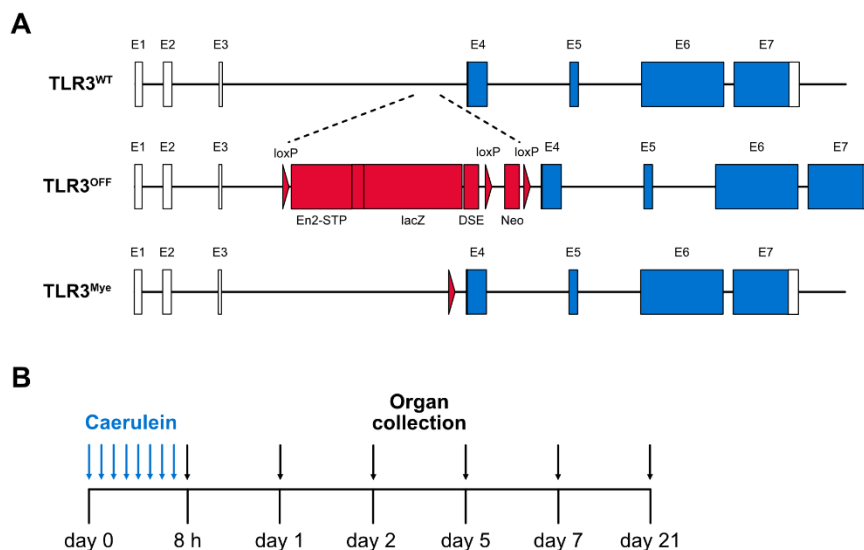 A
E1 E2 E3 E4 E5 E6 E7
TLR3WT
E1 E2 E3 loxP loxP loxP E4 E5 E6 E7
TLR3OFF
En2-STP lacZ DSE Neo
E1 E2 E3 E4 E5 E6 E7
TLR3Mye
B
Caerulein
Organ
collection
day 0 8 h day 1 day 2 day 5 day 7 day 21